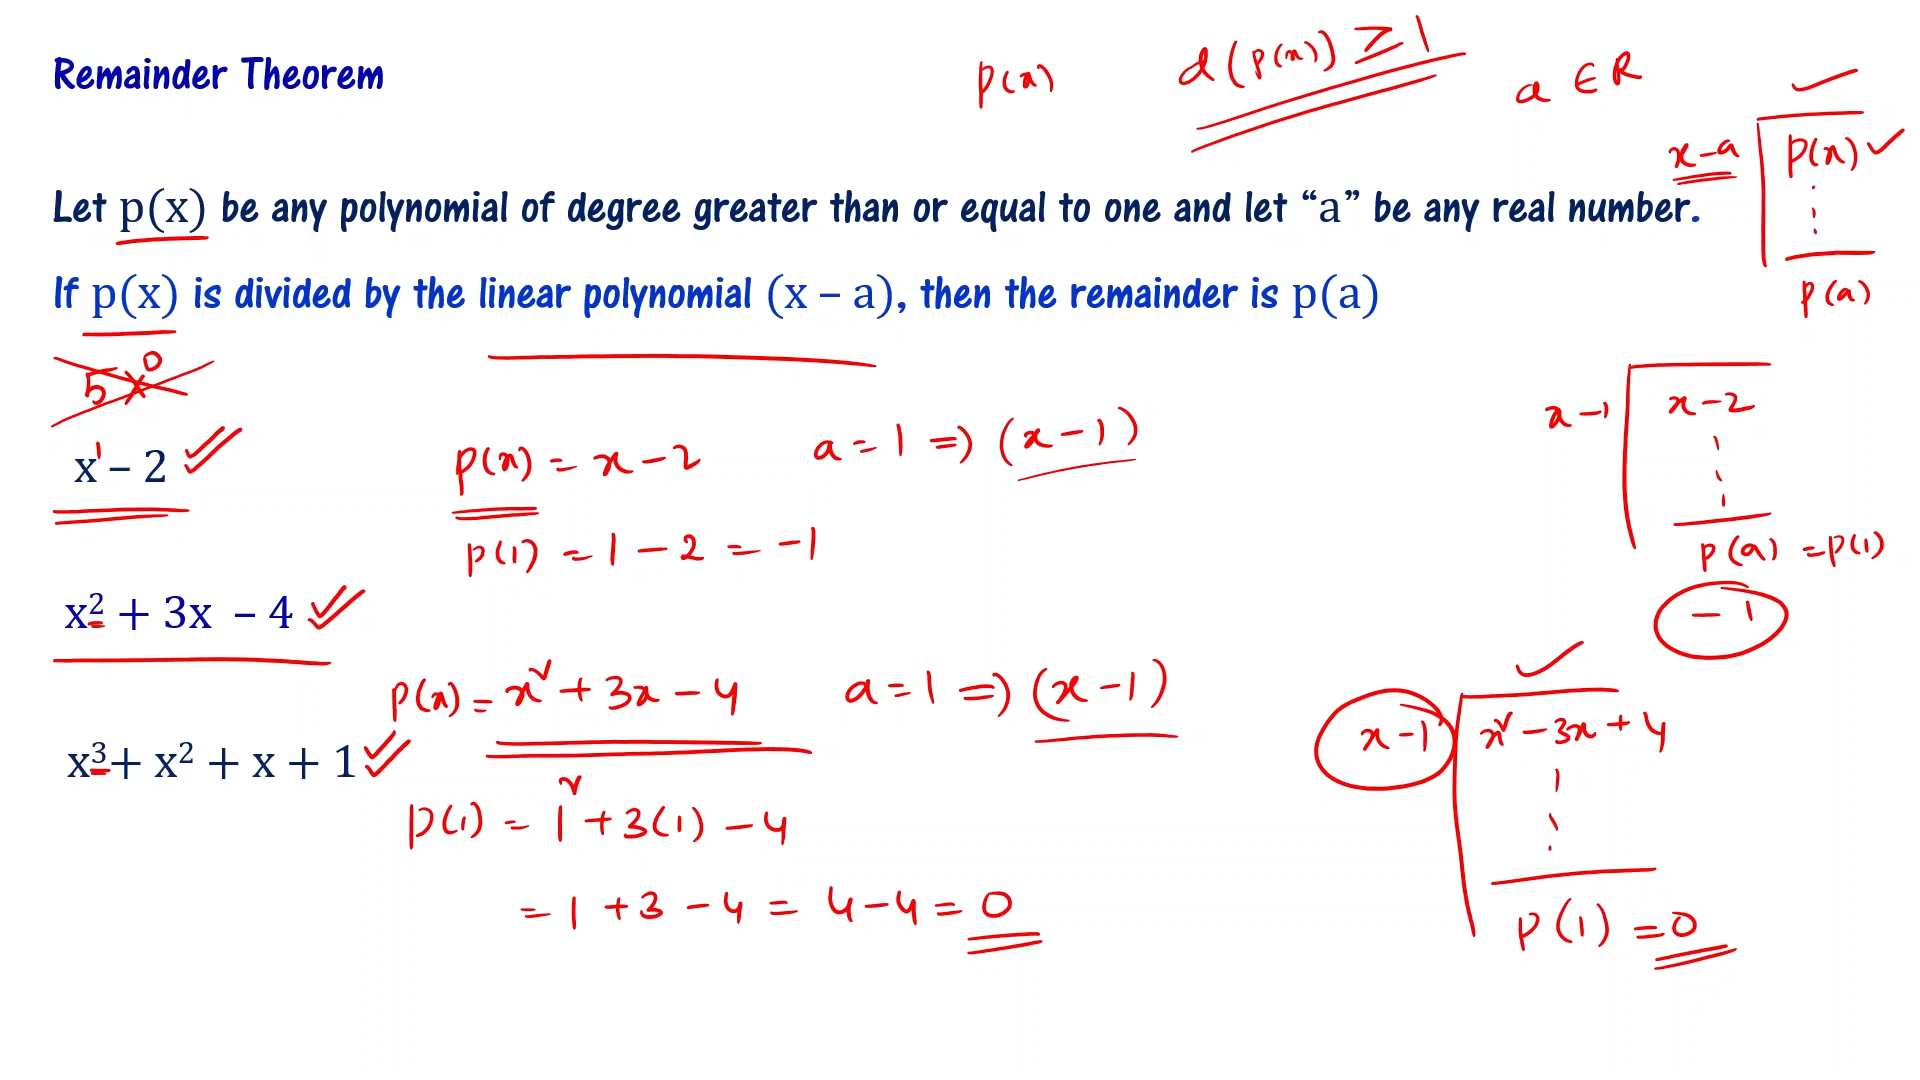 Remainder Theorem
p(x)
d(p(x)) ≥ 1
a ∈ R
x-a
p(x)
p(a)
Let p(x) be any polynomial of degree greater than or equal to one and let “a” be any real number.
If p(x) is divided by the linear polynomial (x – a), then the remainder is p(a)
5x⁰
x¹ – 2
p(x) = x - 2
a = 1 ⇒ (x - 1)
p(1) = 1 - 2 = -1
x - 1
x - 2
p(a) = p(1)
-1
x² + 3x – 4
p(x) = x² + 3x - 4
a = 1 ⇒ (x - 1)
x³ + x² + x + 1
p(1) = 1² + 3(1) - 4
= 1 + 3 - 4 = 4 - 4 = 0
x - 1
x² - 3x + 4
p(1) = 0